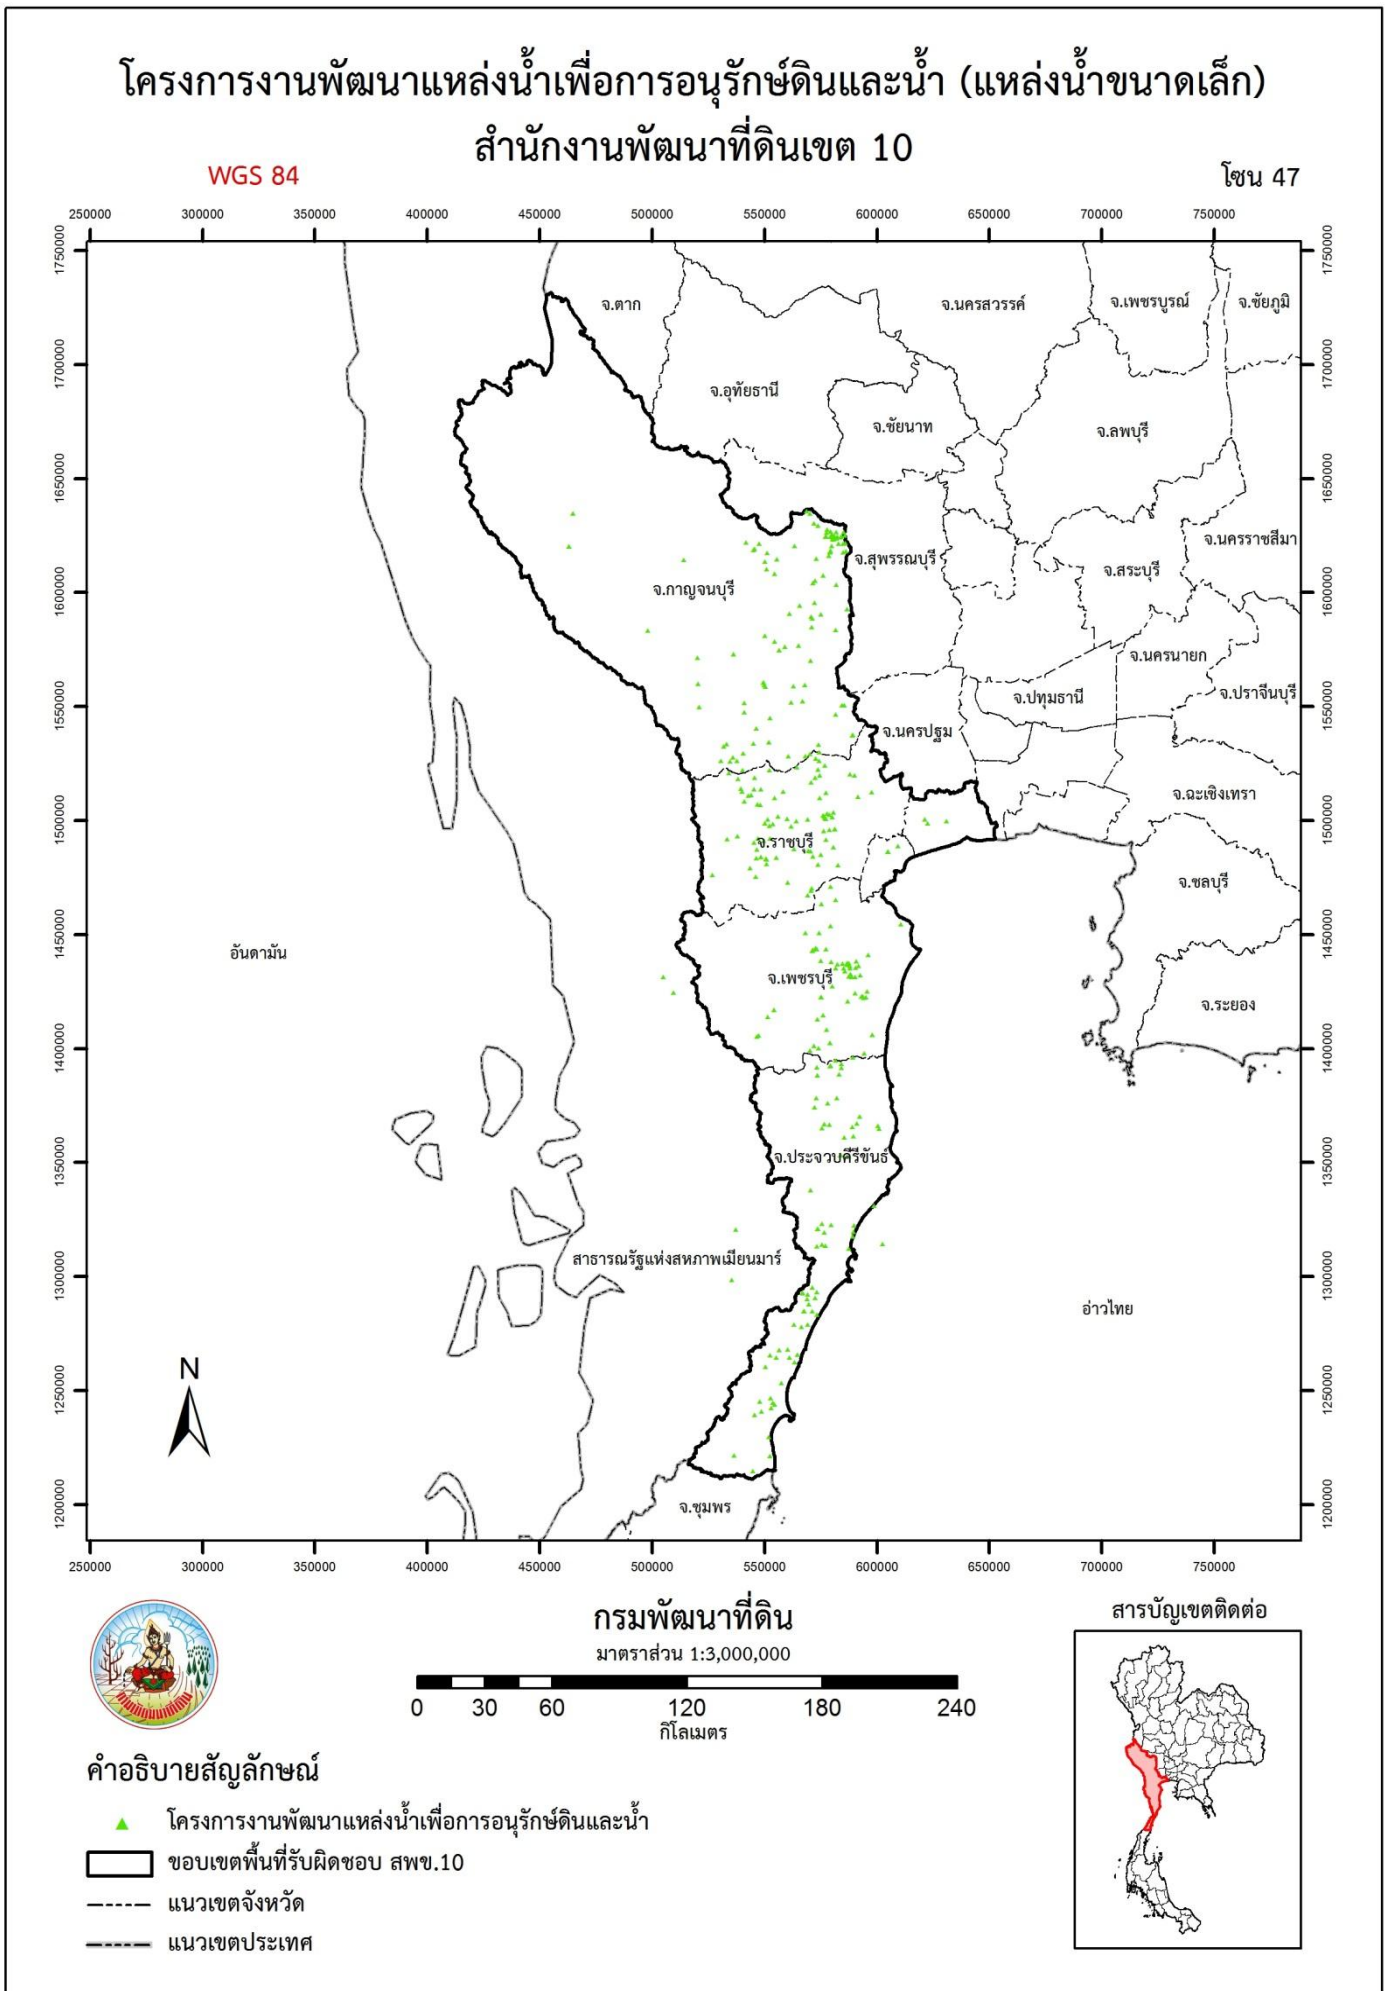 โครงการงานพัฒนาแหล่งน้ำเพื่อการอนุรักษ์ดินและน้ำ (แหล่งน้ำขนาดเล็ก)
สำนักงานพัฒนาที่ดินเขต 10
WGS 84
โซน 47
250000 300000 350000 400000 450000 500000 550000 600000 650000 700000 750000
1750000
1700000
1650000
1600000
1550000
1500000
1450000
1400000
1350000
1300000
1250000
1200000
จ.ตาก
จ.นครสวรรค์
จ.เพชรบูรณ์
จ.ชัยภูมิ
จ.อุทัยธานี
จ.ชัยนาท
จ.ลพบุรี
จ.นครราชสีมา
จ.สุพรรณบุรี
จ.สระบุรี
จ.กาญจนบุรี
จ.นครนายก
จ.ปราจีนบุรี
จ.ปทุมธานี
จ.นครปฐม
จ.ฉะเชิงเทรา
จ.ราชบุรี
จ.ชลบุรี
อันดามัน
จ.เพชรบุรี
จ.ระยอง
จ.ประจวบคีรีขันธ์
สาธารณรัฐแห่งสหภาพเมียนมาร์
อ่าวไทย
N
จ.ชุมพร
1750000
1700000
1650000
1600000
1550000
1500000
1450000
1400000
1350000
1300000
1250000
1200000
250000 300000 350000 400000 450000 500000 550000 600000 650000 700000 750000
กรมพัฒนาที่ดิน
มาตราส่วน 1:3,000,000
0 30 60 120 180 240
กิโลเมตร
สารบัญเขตติดต่อ
กรมพัฒนาที่ดิน
คำอธิบายสัญลักษณ์
โครงการงานพัฒนาแหล่งน้ำเพื่อการอนุรักษ์ดินและน้ำ
ขอบเขตพื้นที่รับผิดชอบ สพข.10
แนวเขตจังหวัด
แนวเขตประเทศ